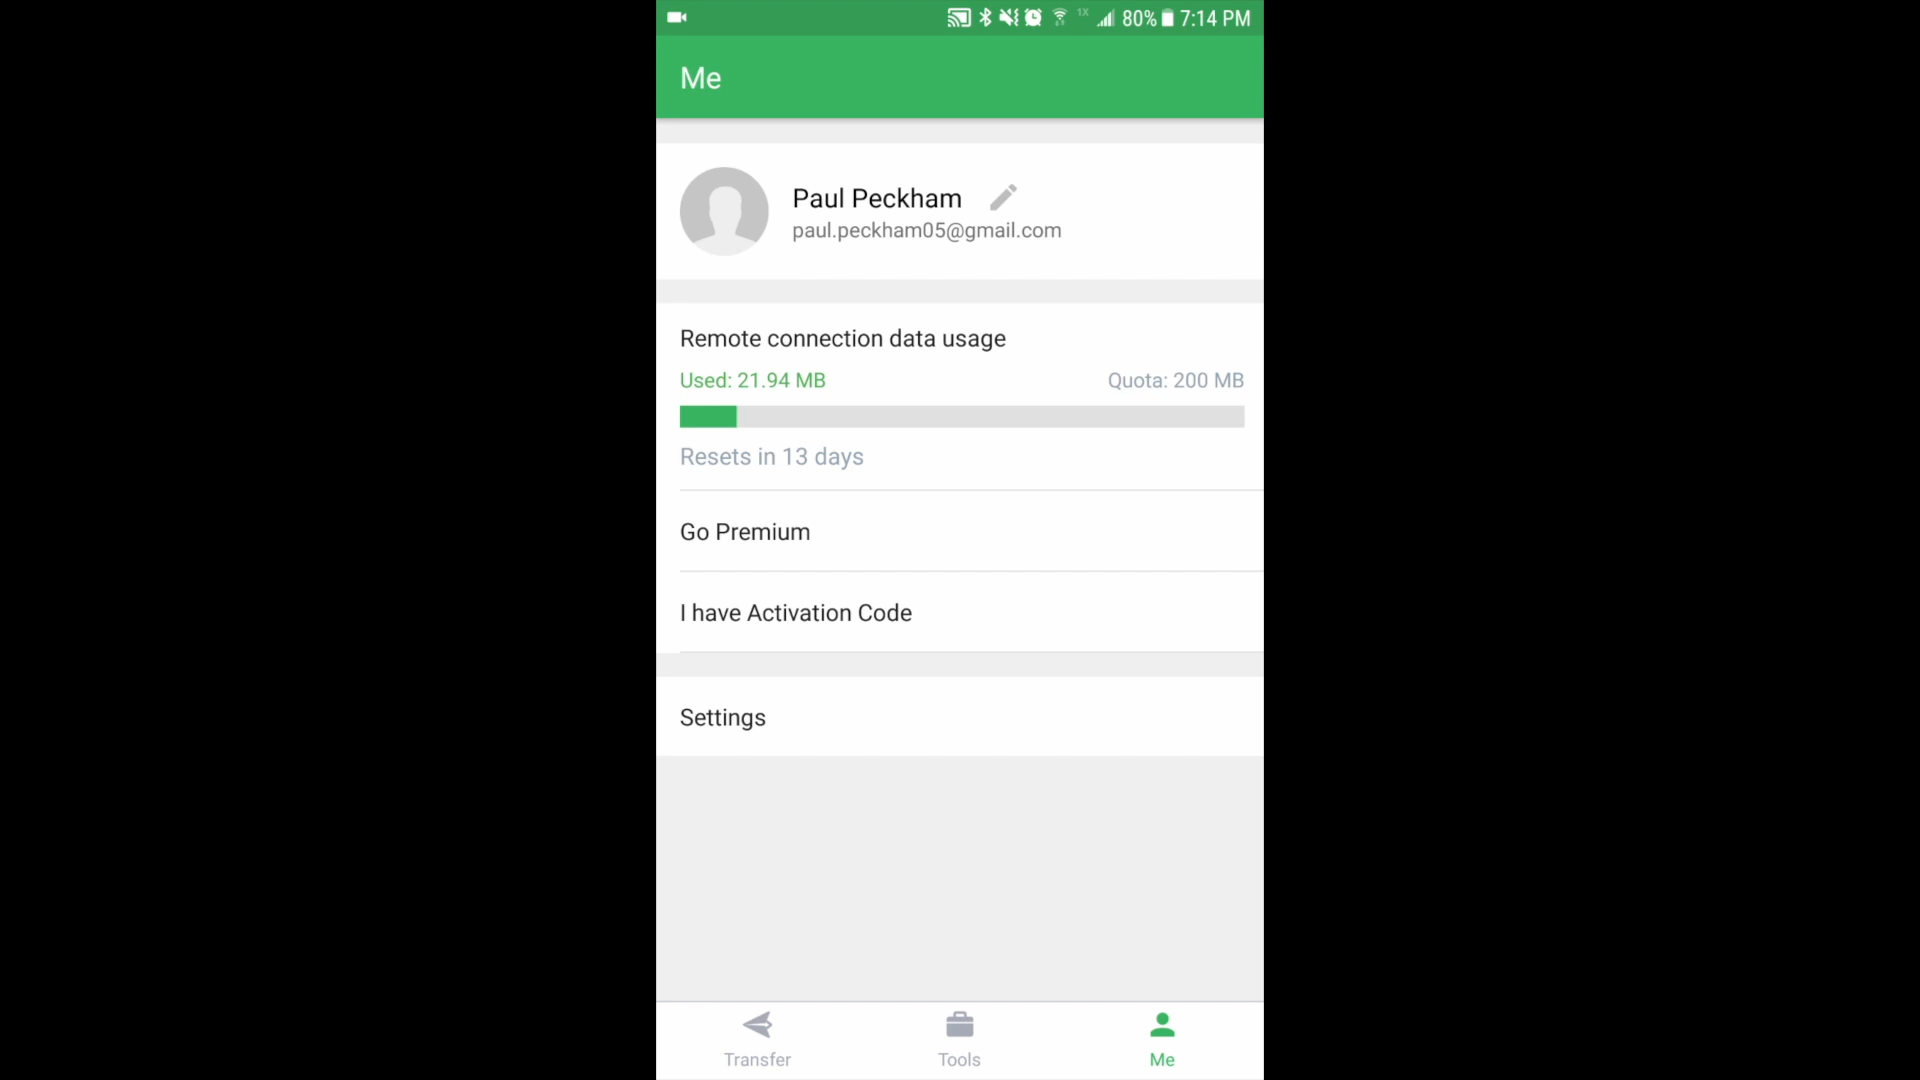 1X 80% 7:14 PM
Me
Paul Peckham
paul.peckham05@gmail.com
Remote connection data usage
Used: 21.94 MB Quota: 200 MB
Resets in 13 days
Go Premium
I have Activation Code
Settings
Transfer Tools Me